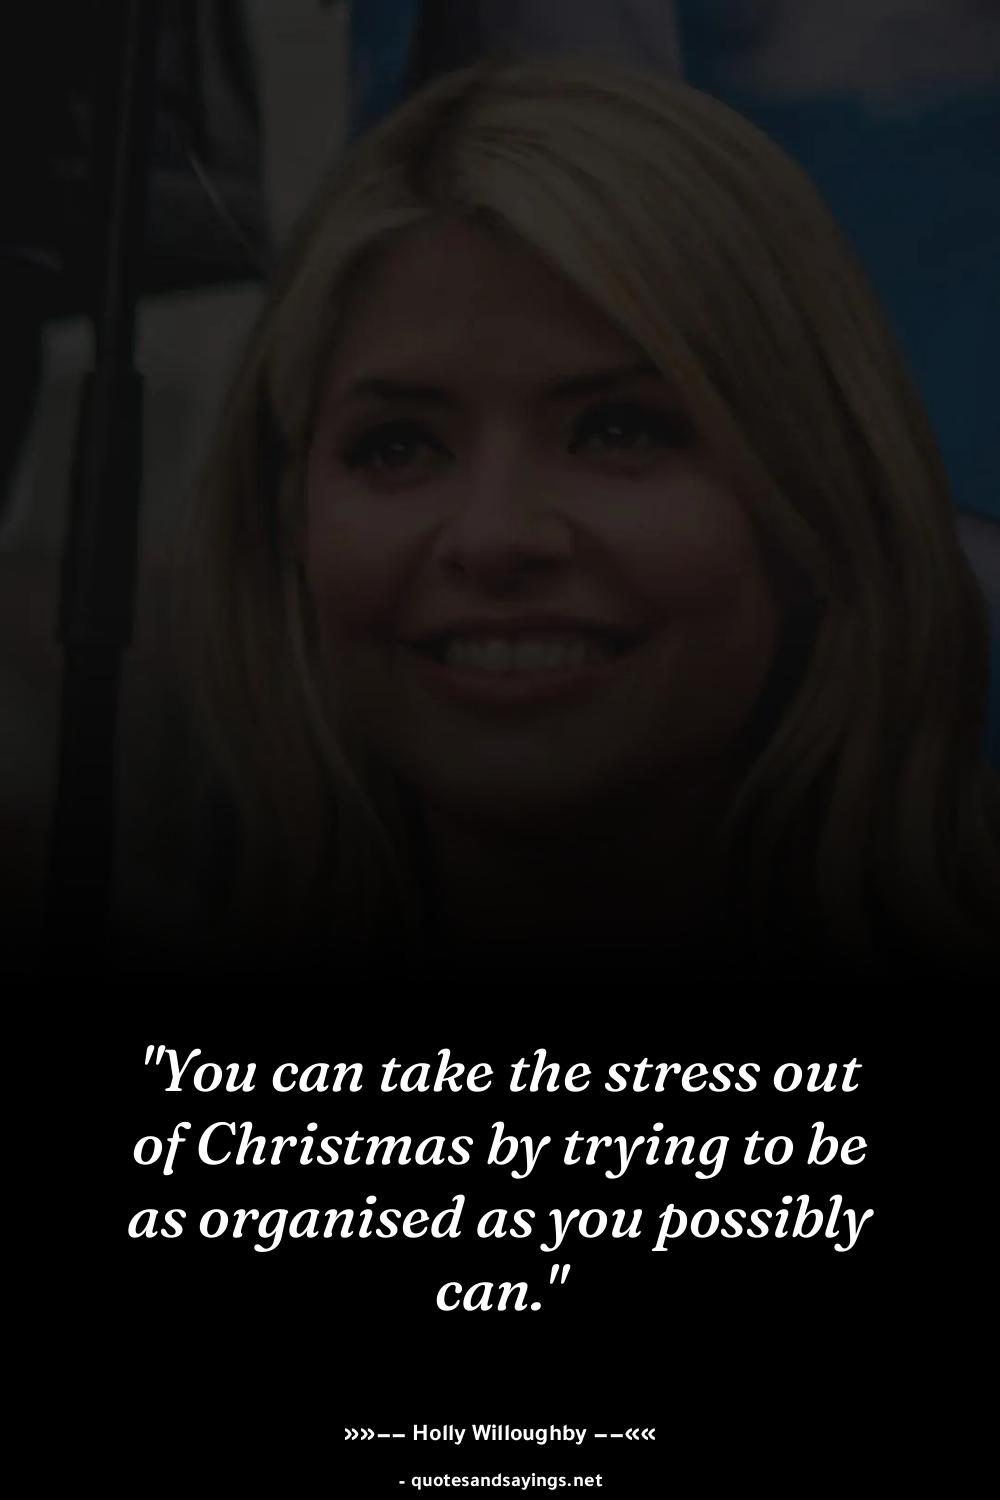 "You can take the stress out
of Christmas by trying to be
as organised as you possibly
can."
»»−− Holly Willoughby −−««
- quotesandsayings.net